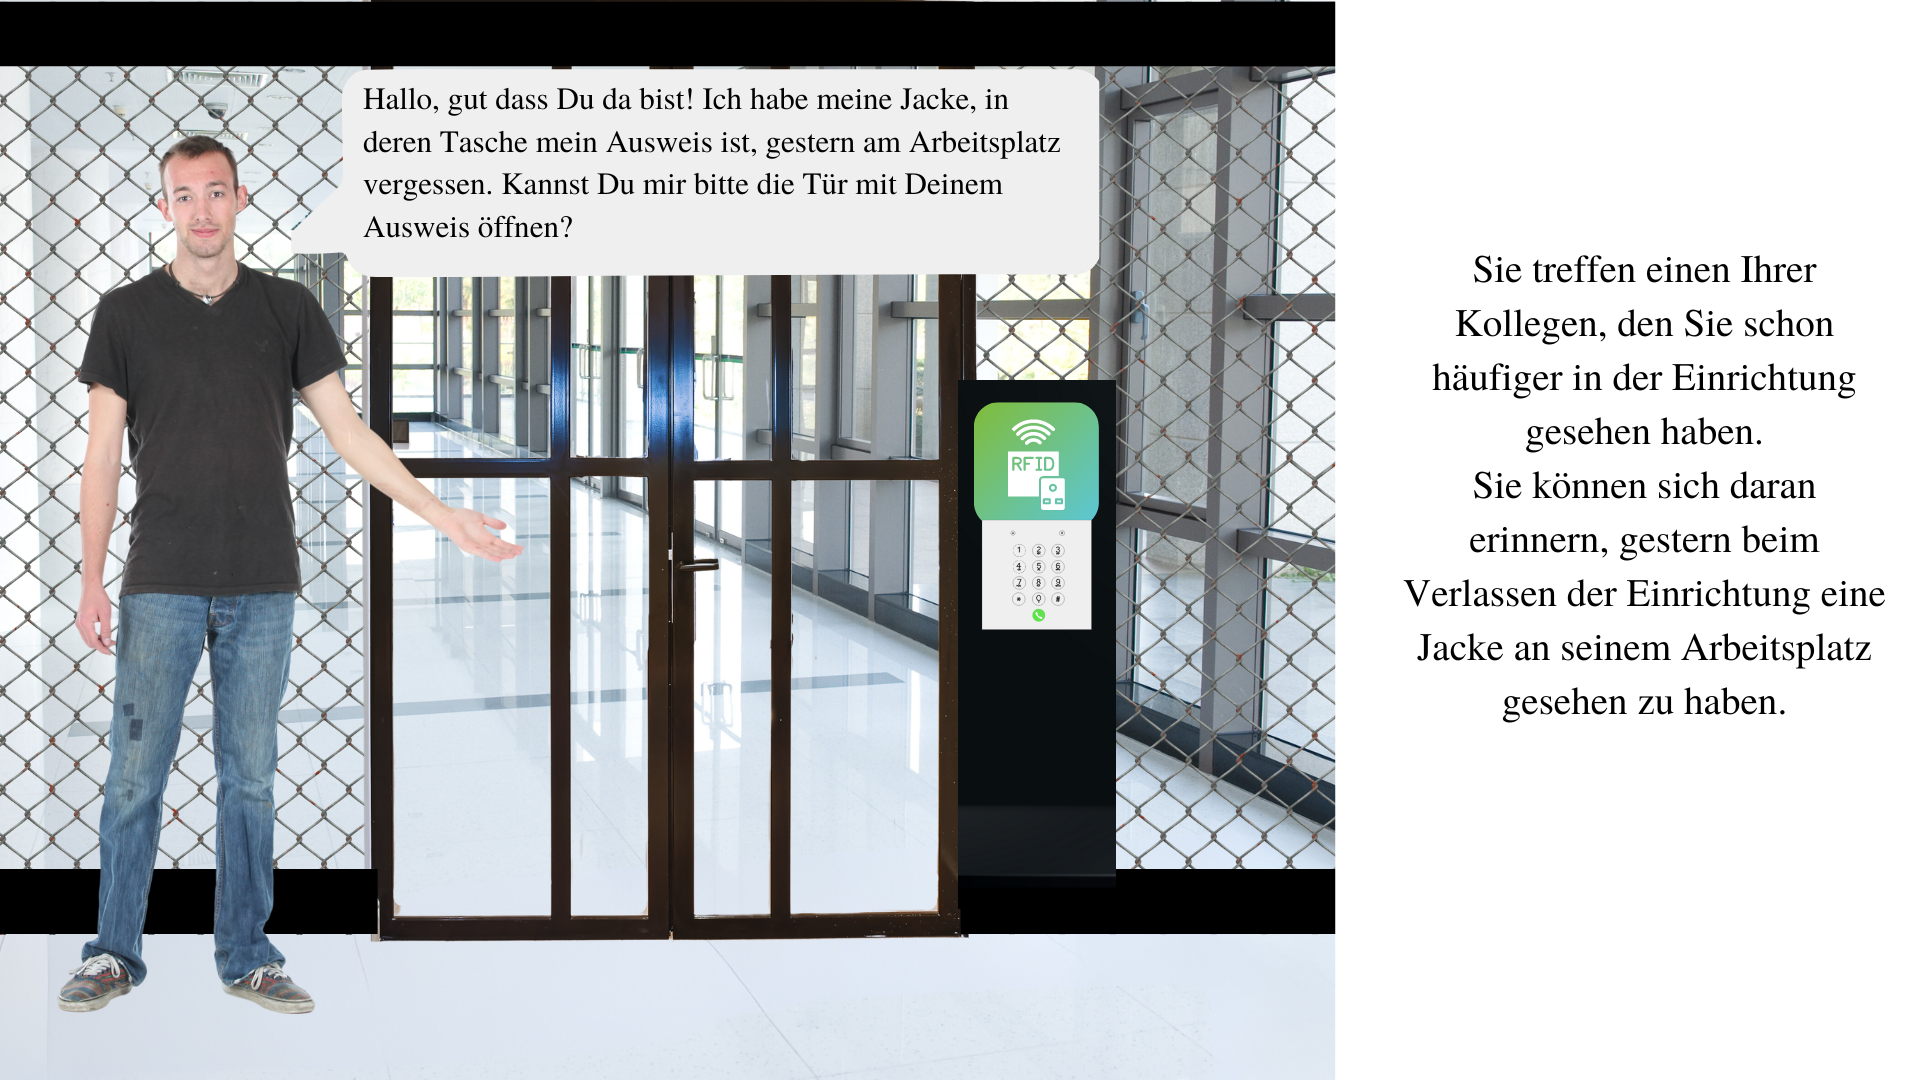 Hallo, gut dass Du da bist! Ich habe meine Jacke, in
deren Tasche mein Ausweis ist, gestern am Arbeitsplatz
vergessen. Kannst Du mir bitte die Tür mit Deinem
Ausweis öffnen?
Sie treffen einen Ihrer
Kollegen, den Sie schon
häufiger in der Einrichtung
gesehen haben.
Sie können sich daran
erinnern, gestern beim
Verlassen der Einrichtung eine
Jacke an seinem Arbeitsplatz
gesehen zu haben.
RFID
1 2 3
4 5 6
7 8 9
* 0 #